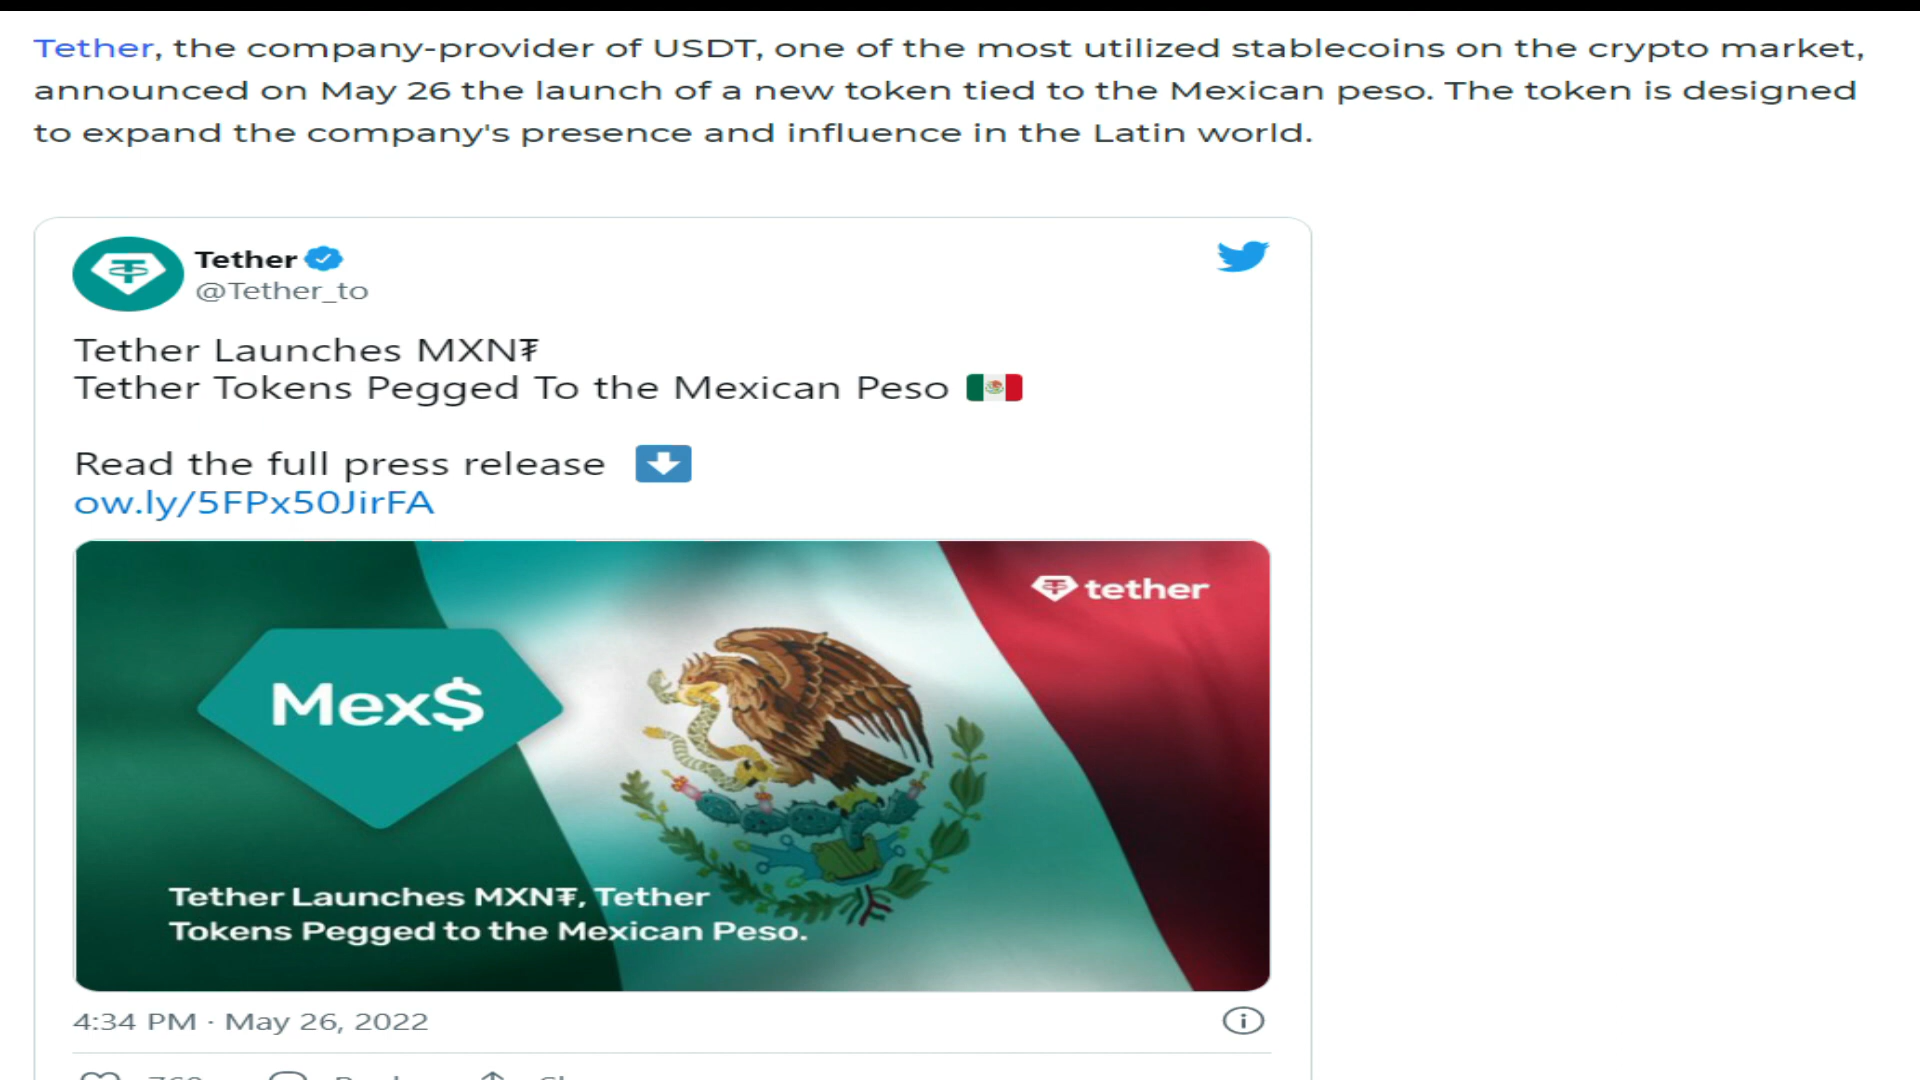 Tether, the company-provider of USDT, one of the most utilized stablecoins on the crypto market,
announced on May 26 the launch of a new token tied to the Mexican peso. The token is designed
to expand the company's presence and influence in the Latin world.
Tether
@Tether_to
Tether Launches MXN₮
Tether Tokens Pegged To the Mexican Peso
Read the full press release
ow.ly/5FPx50JirFA
tether
Mex$
Tether Launches MXN₮, Tether
Tokens Pegged to the Mexican Peso.
4:34 PM · May 26, 2022